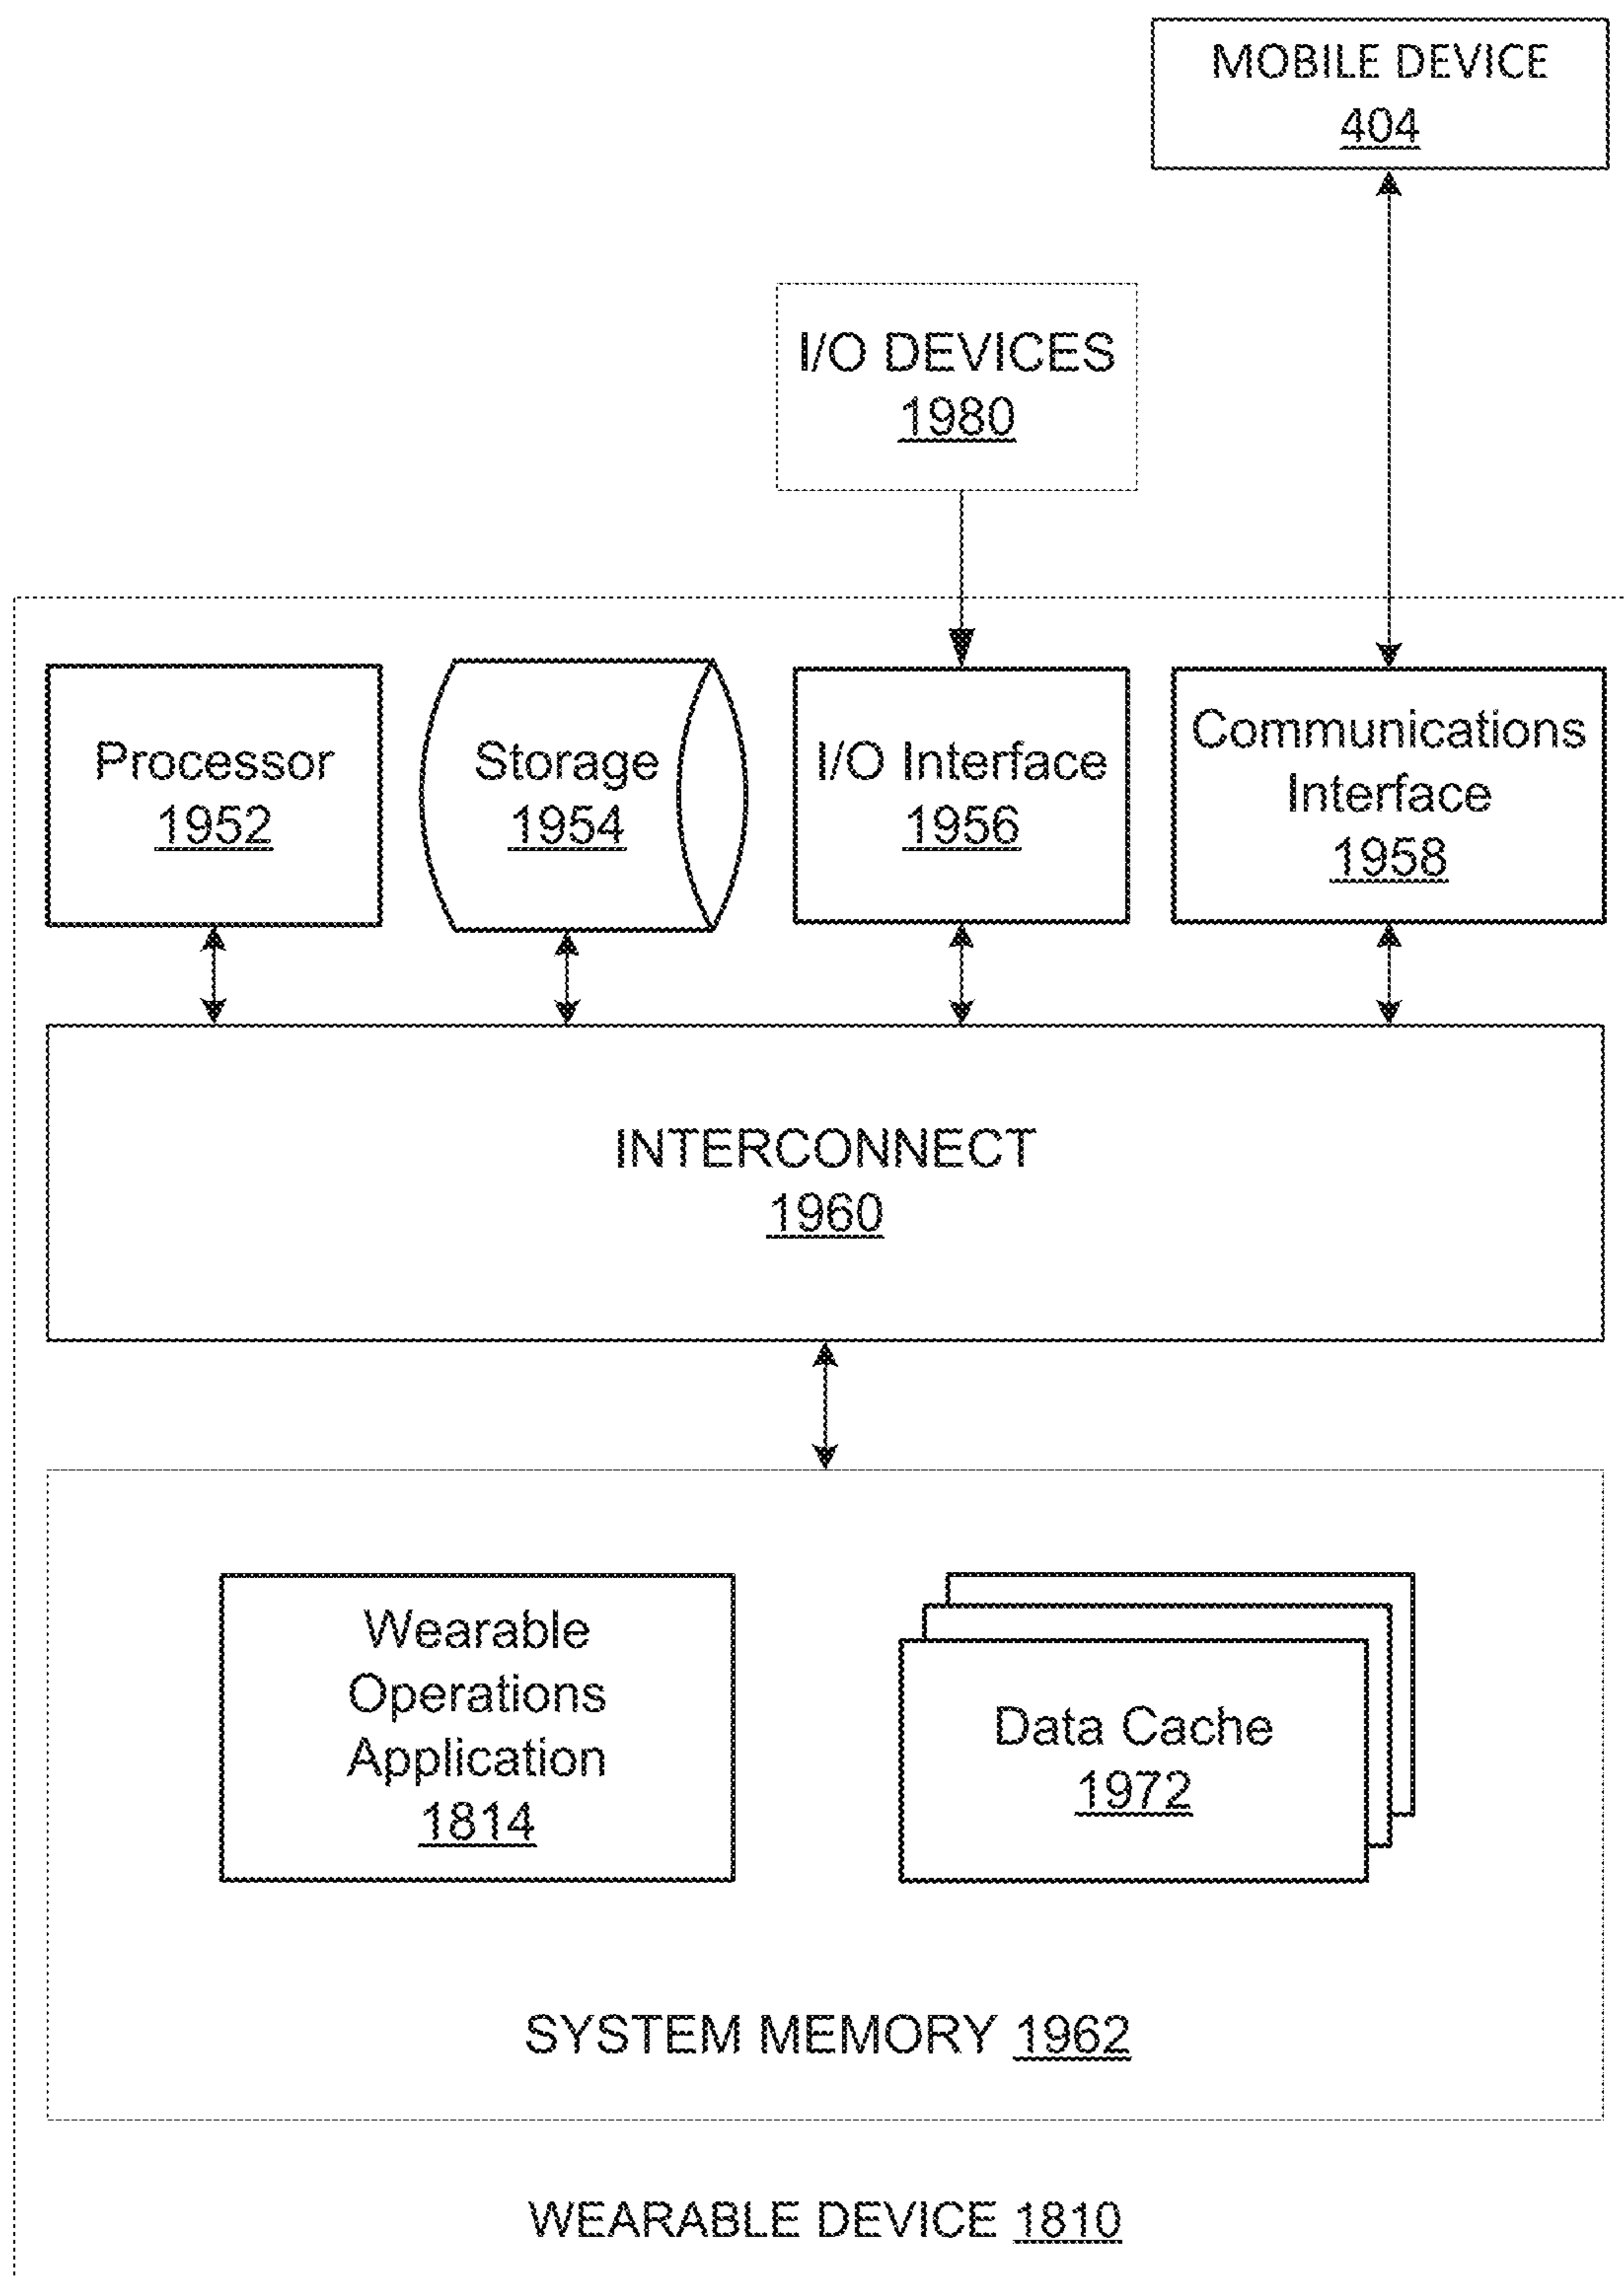 MOBILE DEVICE
404
I/O DEVICES
1980
Processor
1952
Storage
1954
I/O Interface
1956
Communications
Interface
1958
INTERCONNECT
1960
Wearable
Operations
Application
1814
Data Cache
1972
SYSTEM MEMORY 1962
WEARABLE DEVICE 1810